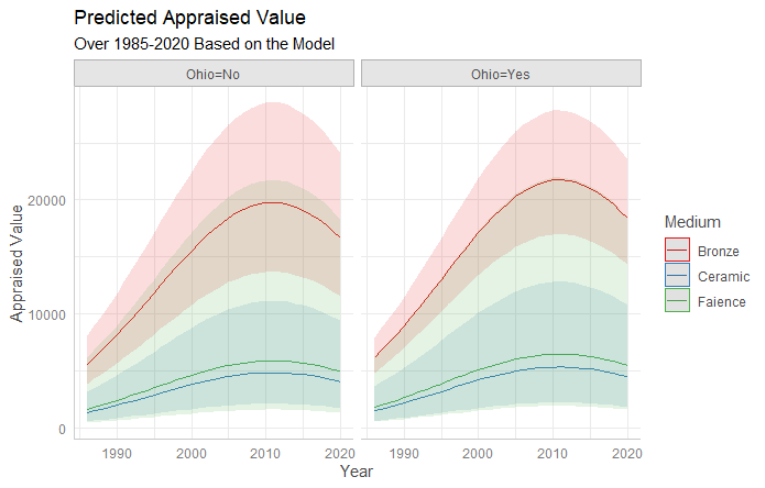 Predicted Appraised Value
Over 1985-2020 Based on the Model
Ohio=No
Ohio=Yes
Appraised Value
20000
10000
0
1990
2000
2010
2020
1990
2000
2010
2020
Year
Medium
Bronze
Ceramic
Faience